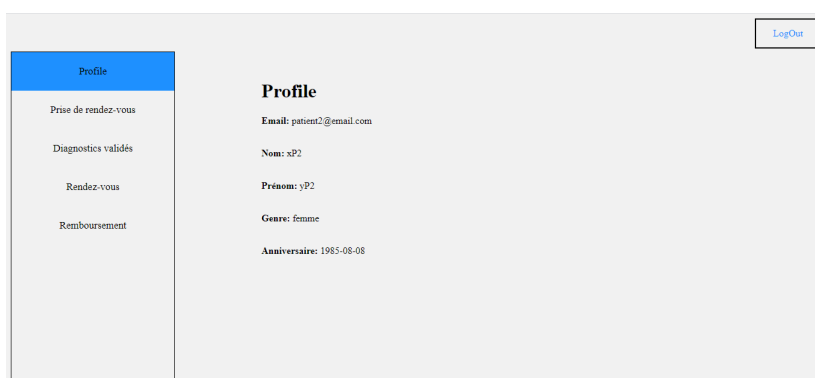 LogOut
Profile
Prise de rendez-vous
Diagnostics validés
Rendez-vous
Remboursement
Profile
Email: patient2@email.com
Nom: xP2
Prénom: yP2
Genre: femme
Anniversaire: 1985-08-08